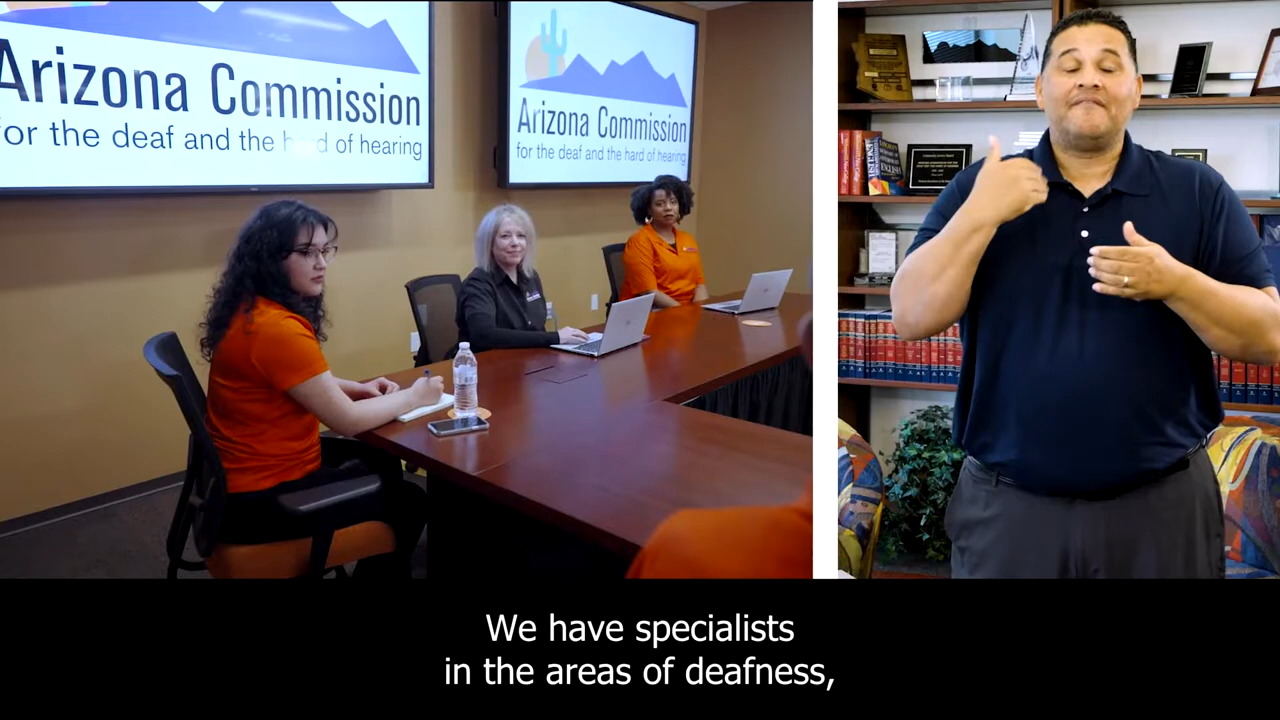 Arizona Commission
for the deaf and the hard of hearing
Arizona Commission
for the deaf and the hard of hearing
We have specialists
in the areas of deafness,